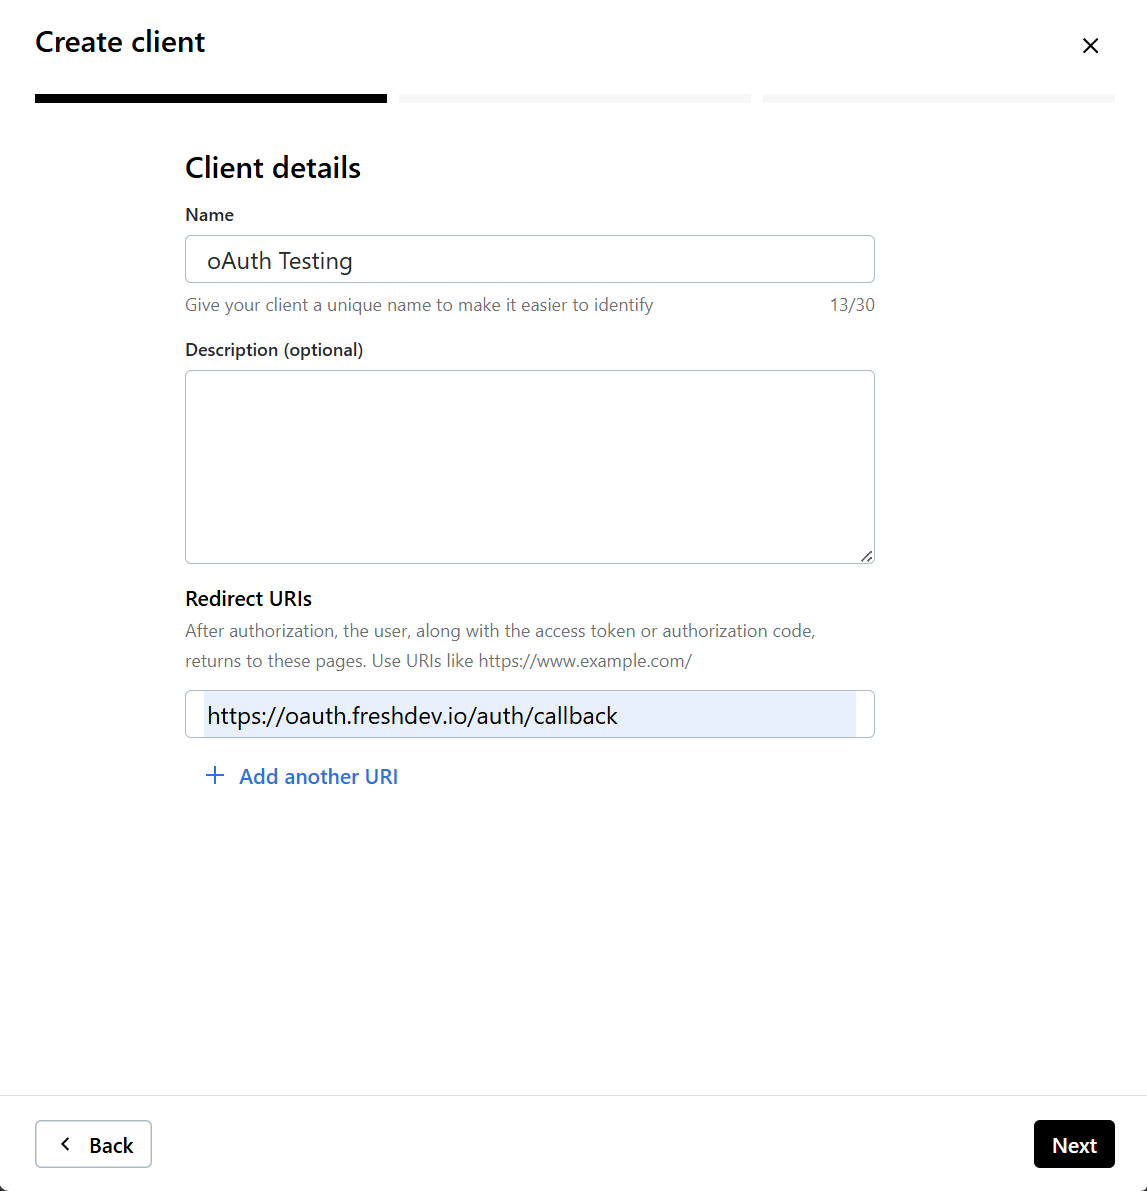 Create client
Client details
Name
oAuth Testing
Give your client a unique name to make it easier to identify 13/30
Description (optional)
Redirect URIs
After authorization, the user, along with the access token or authorization code,
returns to these pages. Use URIs like https://www.example.com/
https://oauth.freshdev.io/auth/callback
Add another URI
Back
Next